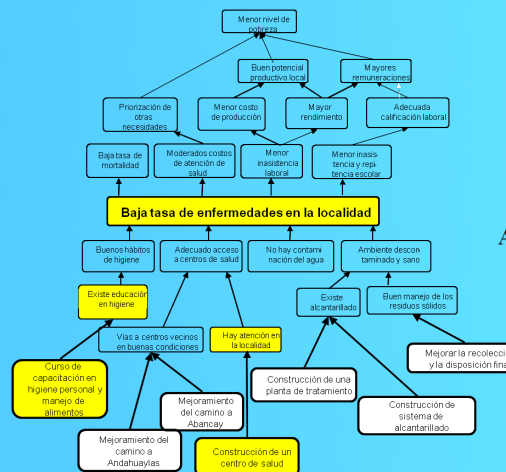 Menor nivel de
pobreza
Buen potencial
productivo local
Mayores
remuneraciones
Priorización de
otras
necesidades
Menor costo
de producción
Mayor
rendimiento
Adecuada
calificación laboral
Baja tasa de
mortalidad
Moderados costos
de atención de
salud
Menor
inasistencia
laboral
Menor inasis-
tencia y repi-
tencia escolar
Baja tasa de enfermedades en la localidad
Buenos hábitos
de higiene
Adecuado acceso
a centros de salud
No hay contami
nación del agua
Ambiente descon-
taminado y sano
Existe educación
en higiene
Existe
alcantarillado
Buen manejo de los
residuos sólidos
Vías a centros vecinos
en buenas condiciones
Hay atención en
la localidad
Curso de
capacitación en
higiene personal y
manejo de
alimentos
Mejoramiento
del camino a
Abancay
Construcción de una
planta de tratamiento
Mejorar la recolecci
y la disposición fina
Mejoramiento del
camino a
Andahuaylas
Construcción de un
centro de salud
Construcción de
sistema de
alcantarillado
A